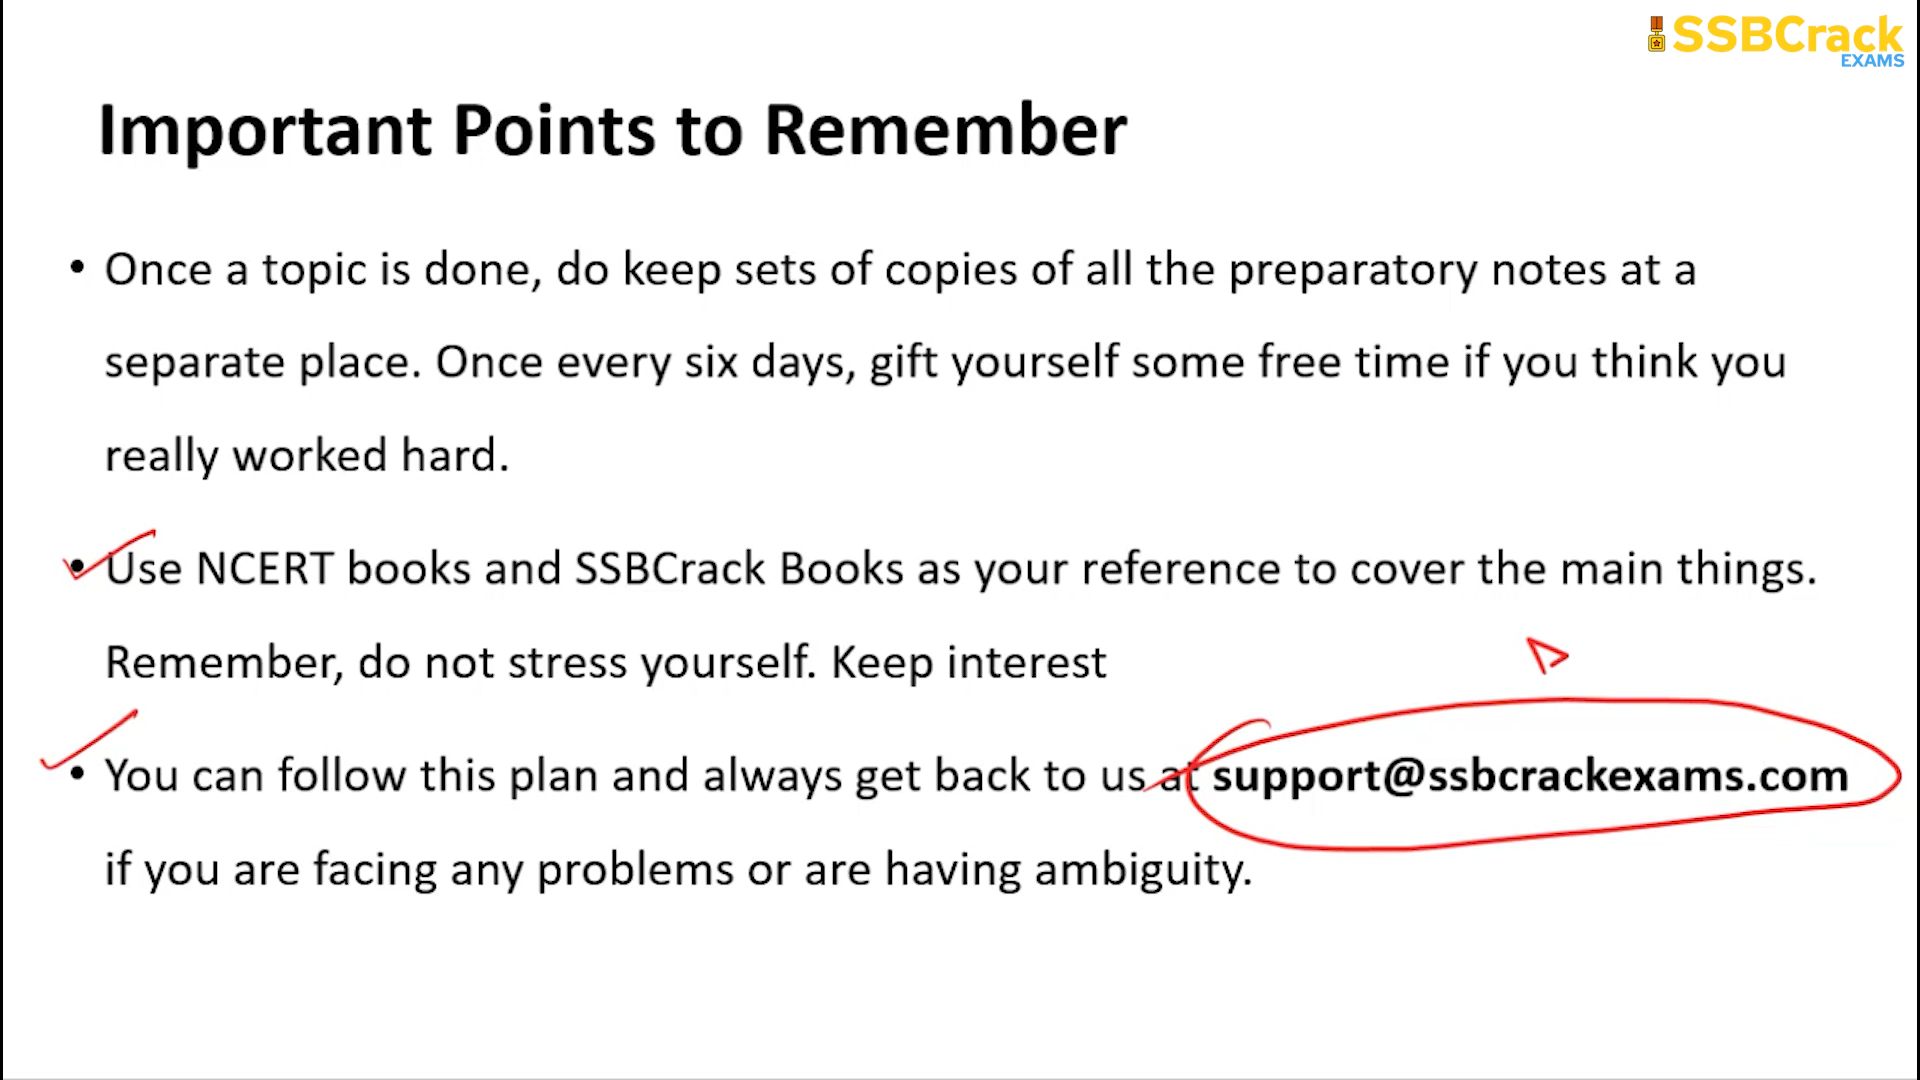 SSBCrack
EXAMS
Important Points to Remember
• Once a topic is done, do keep sets of copies of all the preparatory notes at a
separate place. Once every six days, gift yourself some free time if you think you
really worked hard.
• Use NCERT books and SSBCrack Books as your reference to cover the main things.
Remember, do not stress yourself. Keep interest
• You can follow this plan and always get back to us at support@ssbcrackexams.com
if you are facing any problems or are having ambiguity.